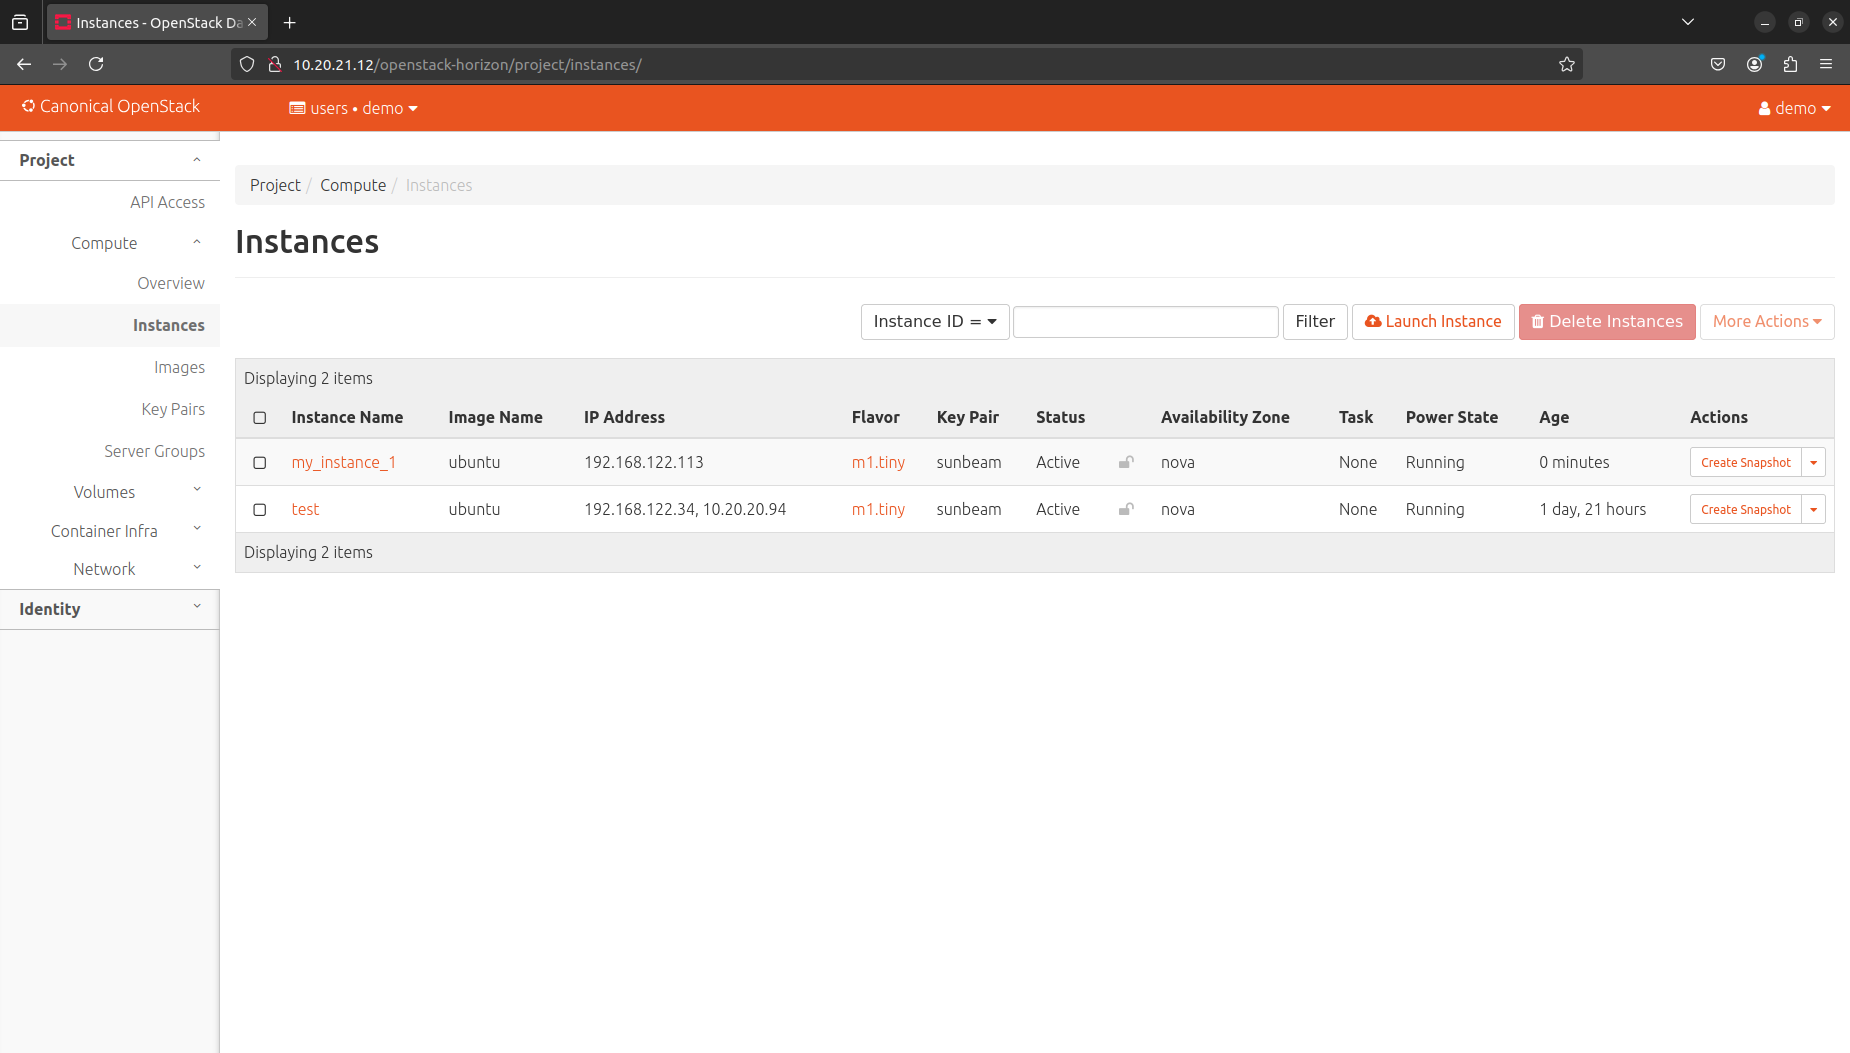 Instances - OpenStack Da
10.20.21.12/openstack-horizon/project/instances/
Canonical OpenStack
users • demo
demo
Project
API Access
Compute
Overview
Instances
Images
Key Pairs
Server Groups
Volumes
Container Infra
Network
Identity
Project / Compute / Instances
Instances
Instance ID = Filter Launch Instance Delete Instances More Actions
Displaying 2 items
Instance Name Image Name IP Address Flavor Key Pair Status Availability Zone Task Power State Age Actions
my_instance_1 ubuntu 192.168.122.113 m1.tiny sunbeam Active nova None Running 0 minutes Create Snapshot
test ubuntu 192.168.122.34, 10.20.20.94 m1.tiny sunbeam Active nova None Running 1 day, 21 hours Create Snapshot
Displaying 2 items